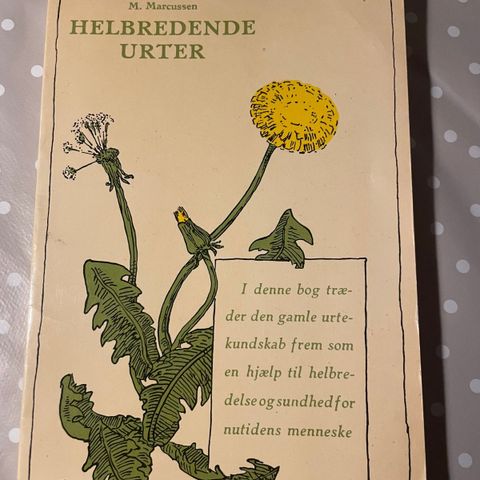 M. Marcussen
HELBREDENDE
URTER
I denne bog træ-
der den gamle urte-
kundskab frem som
en hjælp til helbre-
delse og sundhed for
nutidens menneske